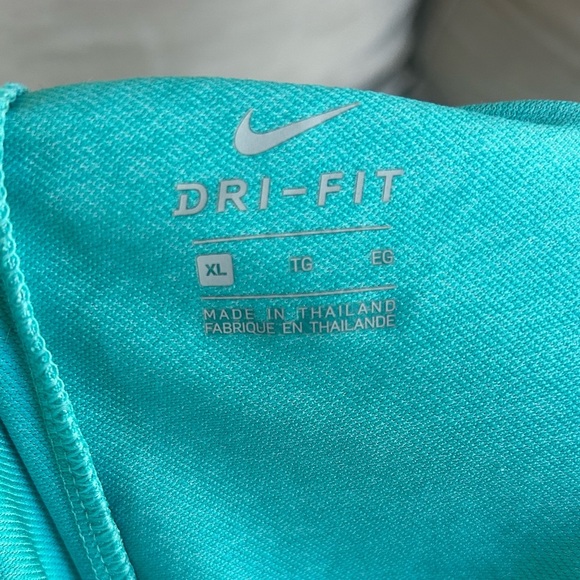 DRI-FIT
XL TG EG
MADE IN THAILAND
FABRIQUE EN THAILANDE